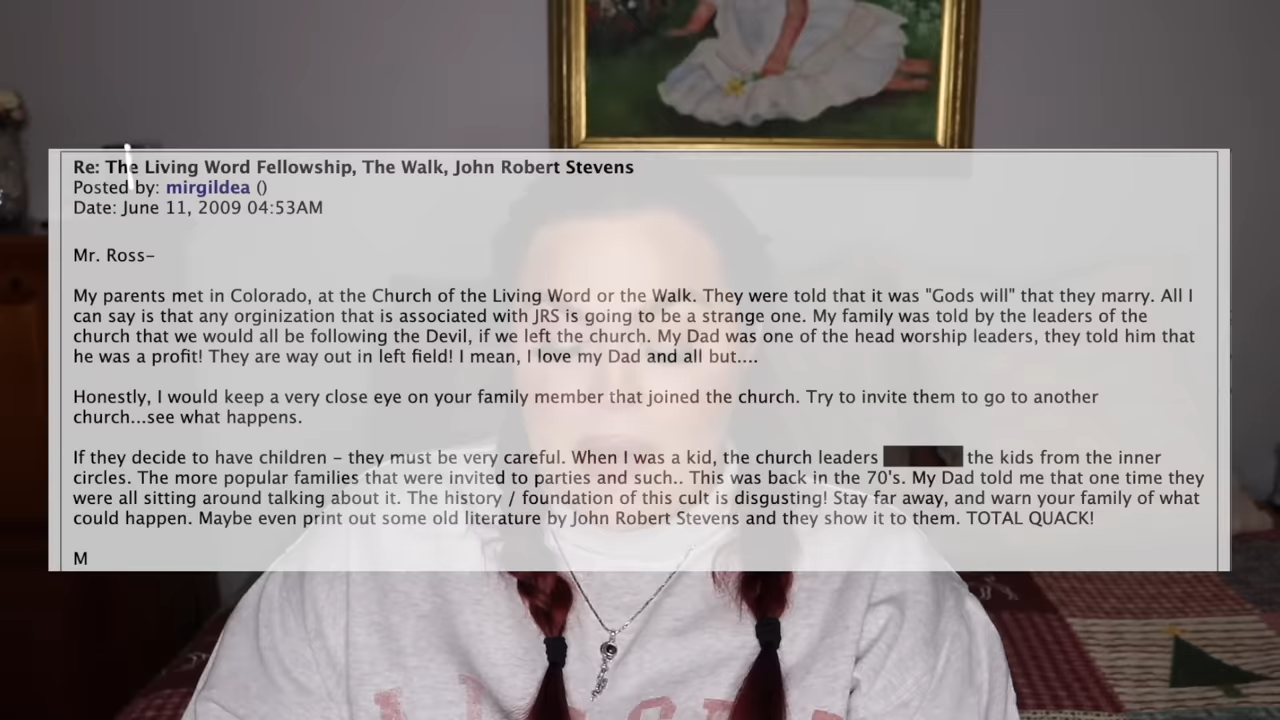 Re: The Living Word Fellowship, The Walk, John Robert Stevens
Posted by: mirgildea ()
Date: June 11, 2009 04:53AM
Mr. Ross-
My parents met in Colorado, at the Church of the Living Word or the Walk. They were told that it was "Gods will" that they marry. All I
can say is that any orginization that is associated with JRS is going to be a strange one. My family was told by the leaders of the
church that we would all be following the Devil, if we left the church. My Dad was one of the head worship leaders, they told him that
he was a profit! They are way out in left field! I mean, I love my Dad and all but....
Honestly, I would keep a very close eye on your family member that joined the church. Try to invite them to go to another
church...see what happens.
If they decide to have children - they must be very careful. When I was a kid, the church leaders the kids from the inner
circles. The more popular families that were invited to parties and such.. This was back in the 70's. My Dad told me that one time they
were all sitting around talking about it. The history / foundation of this cult is disgusting! Stay far away, and warn your family of what
could happen. Maybe even print out some old literature by John Robert Stevens and they show it to them. TOTAL QUACK!
M